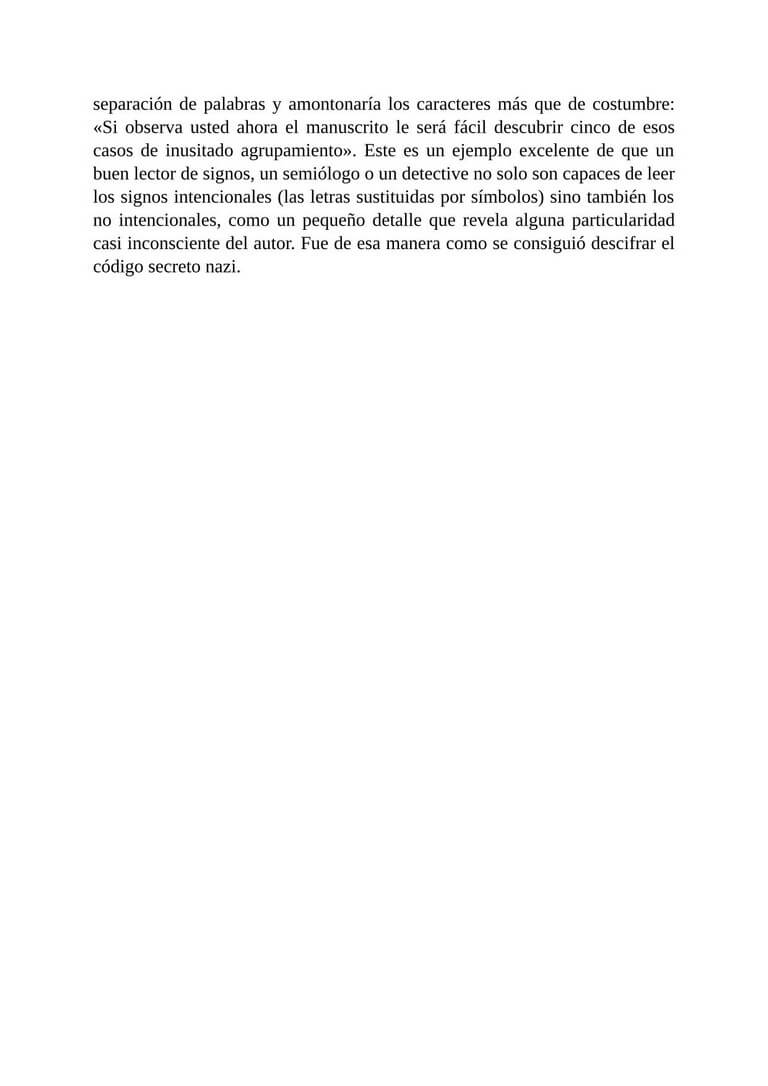 separación de palabras y amontonaría los caracteres más que de costumbre:
«Si observa usted ahora el manuscrito le será fácil descubrir cinco de esos
casos de inusitado agrupamiento». Este es un ejemplo excelente de que un
buen lector de signos, un semiólogo o un detective no solo son capaces de leer
los signos intencionales (las letras sustituidas por símbolos) sino también los
no intencionales, como un pequeño detalle que revela alguna particularidad
casi inconsciente del autor. Fue de esa manera como se consiguió descifrar el
código secreto nazi.